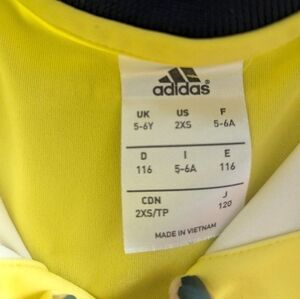 adidas
UK US F
5-6Y 2XS 5-6A
D I E
116 5-6A 116
CDN J
2XS/TP 120
MADE IN VIETNAM